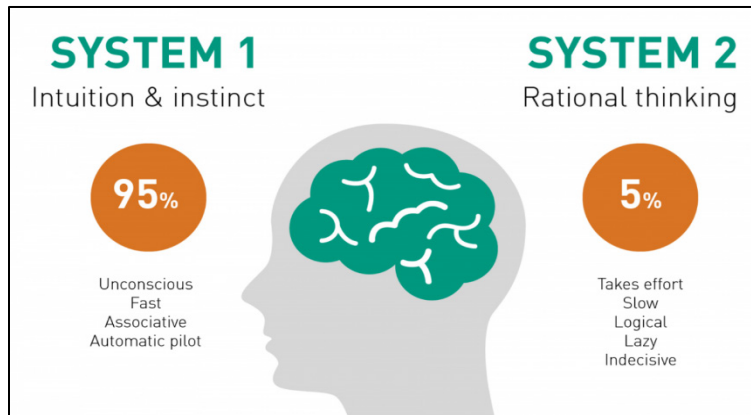 SYSTEM 1
Intuition & instinct
95%
Unconscious
Fast
Associative
Automatic pilot
SYSTEM 2
Rational thinking
5%
Takes effort
Slow
Logical
Lazy
Indecisive